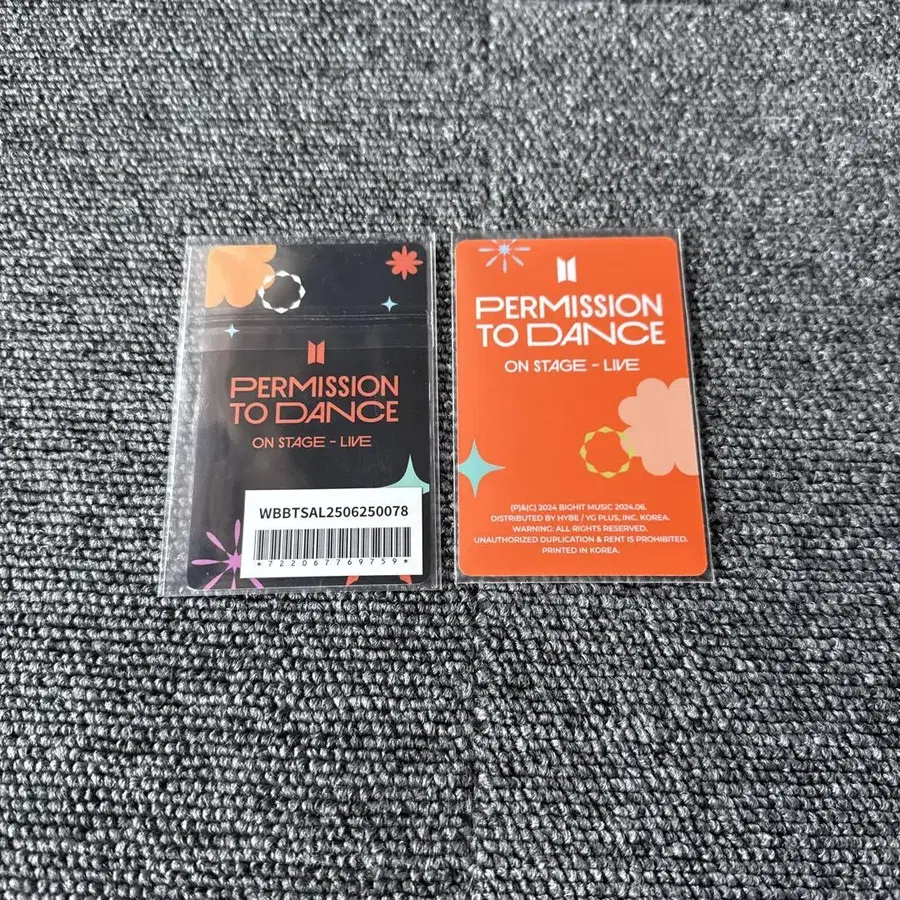 PERMISSION
TO DANCE
ON STAGE - LIVE
WBBTSAL2506250078
*722067769759*
PERMISSION
TO DANCE
ON STAGE - LIVE
(P)&(C) 2024 BIGHIT MUSIC 2024.06.
DISTRIBUTED BY HYBE / YG PLUS, INC. KOREA.
WARNING: ALL RIGHTS RESERVED.
UNAUTHORIZED DUPLICATION & RENT IS PROHIBITED.
PRINTED IN KOREA.